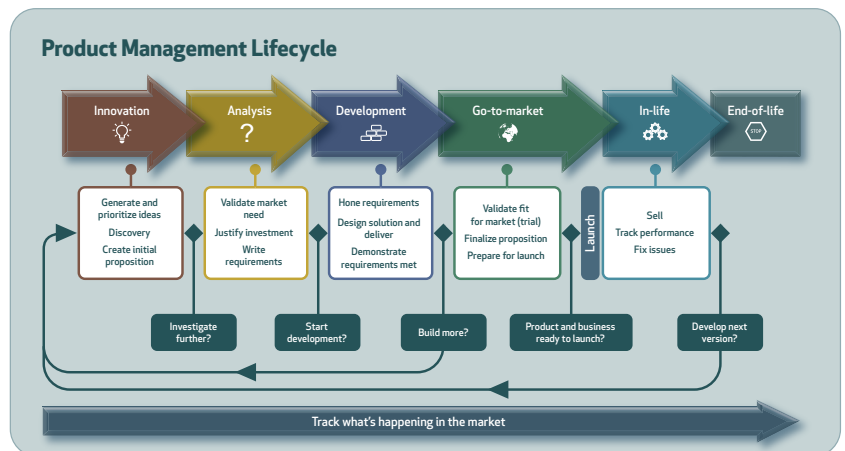 Product Management Lifecycle
Innovation
Analysis
?
Development
Go-to-market
In-life
End-of-life
STOP
Generate and
prioritize ideas
Discovery
Create initial
proposition
Validate market
need
Justify investment
Write
requirements
Hone requirements
Design solution and
deliver
Demonstrate
requirements met
Validate fit
for market (trial)
Finalize proposition
Prepare for launch
Launch
Sell
Track performance
Fix issues
Investigate
further?
Start
development?
Build more?
Product and business
ready to launch?
Develop next
version?
Track what's happening in the market